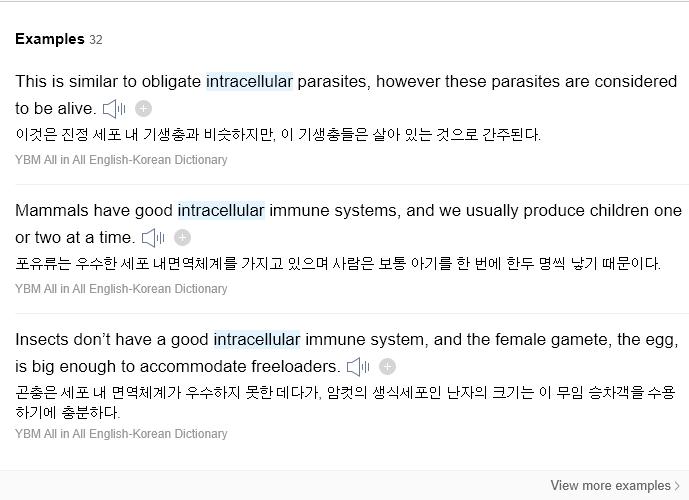 Examples 32
This is similar to obligate intracellular parasites, however these parasites are considered
to be alive.
이것은 진정 세포 내 기생충과 비슷하지만, 이 기생충들은 살아 있는 것으로 간주된다.
YBM All in All English-Korean Dictionary
Mammals have good intracellular immune systems, and we usually produce children one
or two at a time.
포유류는 우수한 세포 내면역체계를 가지고 있으며 사람은 보통 아기를 한 번에 한두 명씩 낳기 때문이다.
YBM All in All English-Korean Dictionary
Insects don’t have a good intracellular immune system, and the female gamete, the egg,
is big enough to accommodate freeloaders.
곤충은 세포 내 면역체계가 우수하지 못한 데다가, 암컷의 생식세포인 난자의 크기는 이 무임 승차객을 수용
하기에 충분하다.
YBM All in All English-Korean Dictionary
View more examples